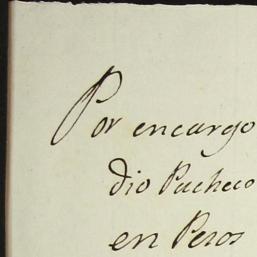 Por encargo
dio Pacheco
en Pesos